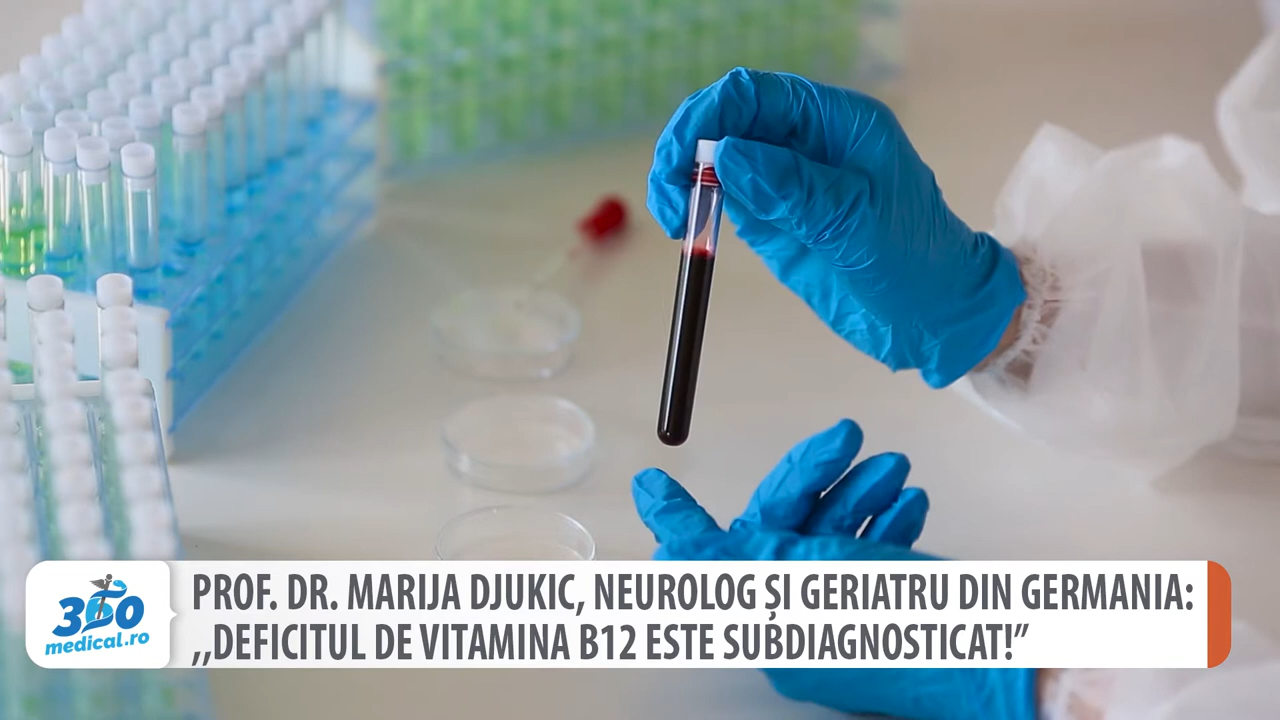 360
medical.ro
PROF. DR. MARIJA DJUKIC, NEUROLOG ȘI GERIATRU DIN GERMANIA:
,,DEFICITUL DE VITAMINA B12 ESTE SUBDIAGNOSTICAT!”